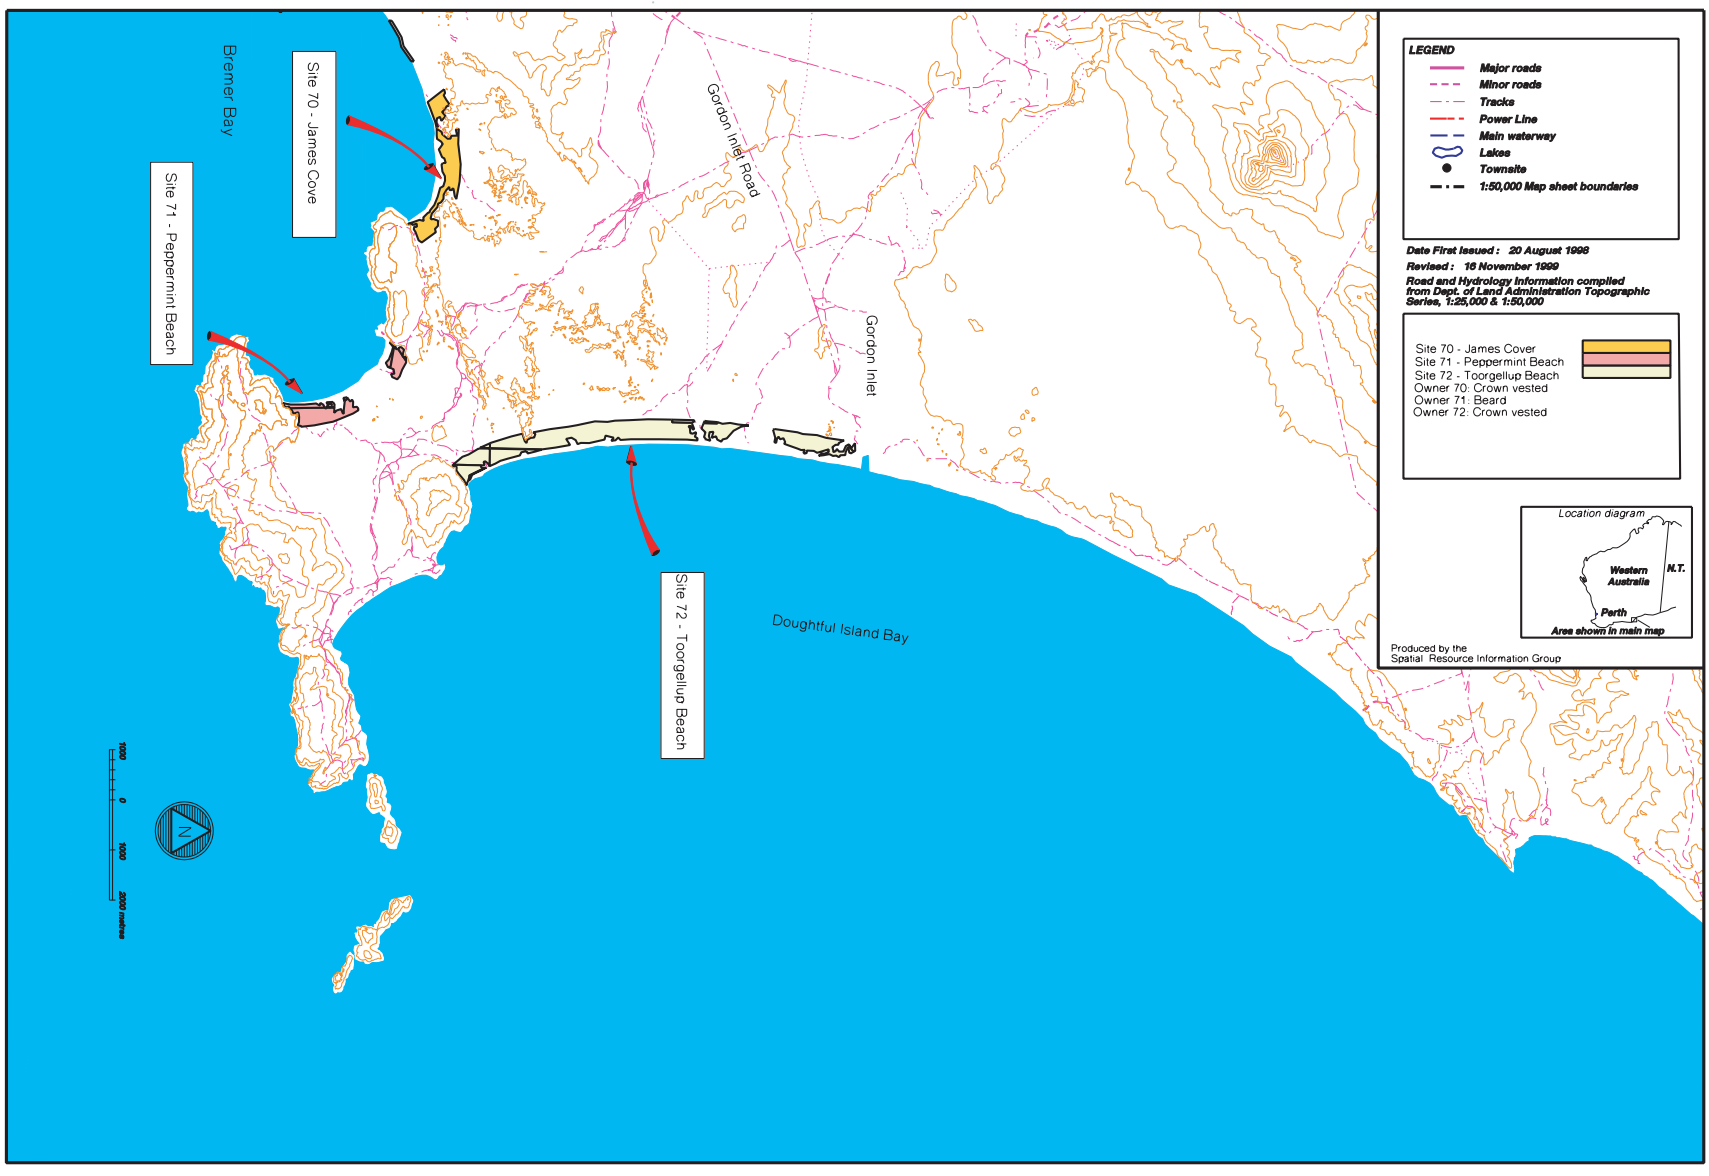 Bremer Bay
Site 70 - James Cove
Site 71 - Peppermint Beach
Gordon Inlet Road
Gordon Inlet
Site 72 - Toorgellup Beach
Doughtful Island Bay
1000
0
1000
2000 metres
N
LEGEND
Major roads
Minor roads
Tracks
Power Line
Main waterway
Lakes
Townsite
1:50,000 Map sheet boundaries
Date First Issued : 20 August 1998
Revised : 16 November 1999
Road and Hydrology information compiled
from Dept. of Land Administration Topographic
Series, 1:25,000 & 1:50,000
Site 70 - James Cover
Site 71 - Peppermint Beach
Site 72 - Toorgellup Beach
Owner 70: Crown vested
Owner 71: Beard
Owner 72: Crown vested
Location diagram
Western
Australia
N.T.
Perth
Area shown in main map
Produced by the
Spatial Resource Information Group